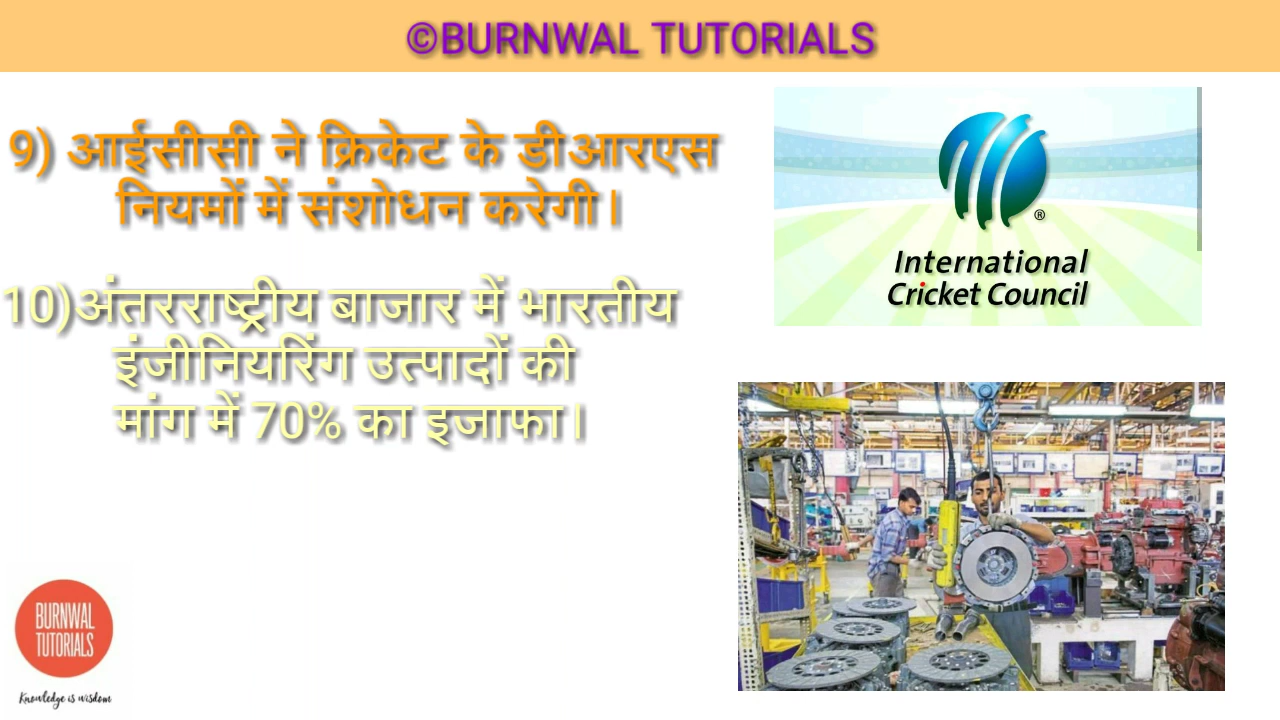 ©BURNWAL TUTORIALS
9) आईसीसी ने क्रिकेट के डीआरएस
नियमों में संशोधन करेगी।
10)अंतरराष्ट्रीय बाजार में भारतीय
इंजीनियरिंग उत्पादों की
मांग में 70% का इजाफा।
®
International
Cricket Council
BURNWAL
TUTORIALS
Knowledge is wisdom